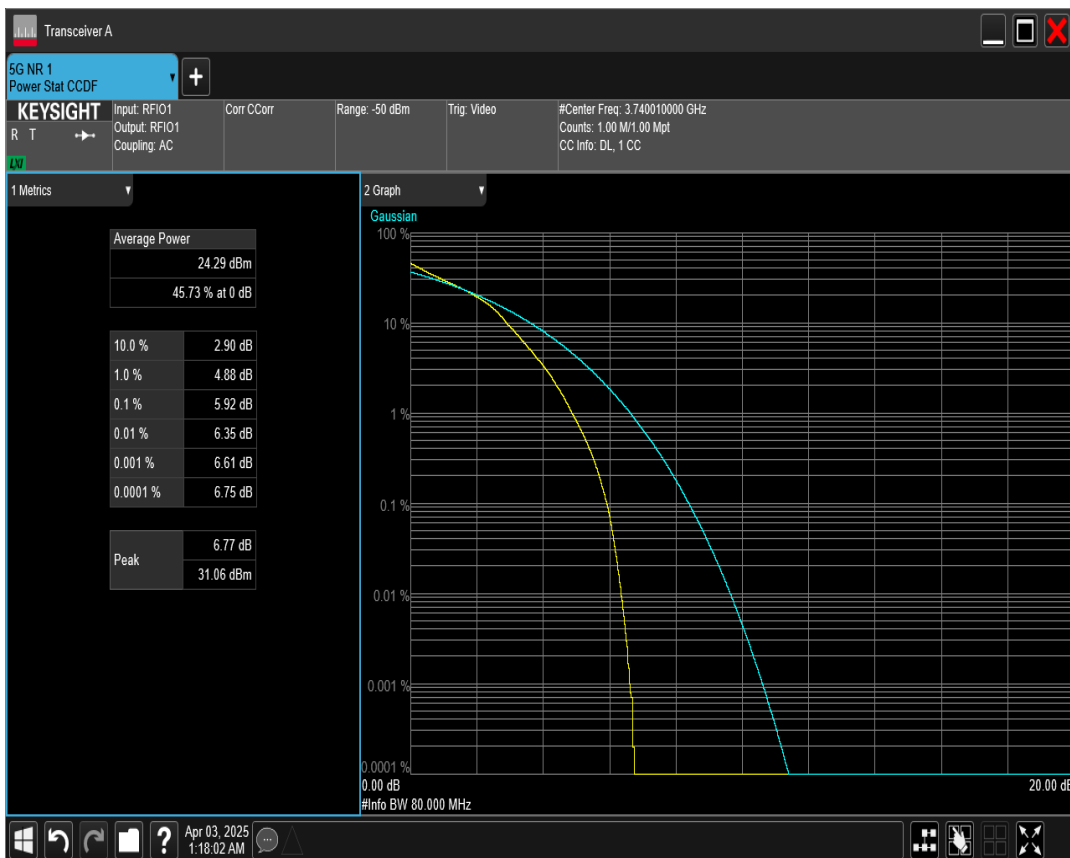 Transceiver A
5G NR 1
Power Stat CCDF
KEYSIGHT
R T
LXI
Input: RFIO1
Output: RFIO1
Coupling: AC
Corr CCorr
Range: -50 dBm
Trig: Video
#Center Freq: 3.740010000 GHz
Counts: 1.00 M/1.00 Mpt
CC Info: DL, 1 CC
1 Metrics
Average Power
24.29 dBm
45.73 % at 0 dB
10.0 % 2.90 dB
1.0 % 4.88 dB
0.1 % 5.92 dB
0.01 % 6.35 dB
0.001 % 6.61 dB
0.0001 % 6.75 dB
Peak 6.77 dB
31.06 dBm
2 Graph
Gaussian
100 %
10 %
1 %
0.1 %
0.01 %
0.001 %
0.0001 %
0.00 dB 20.00 dB
#Info BW 80.000 MHz
? Apr 03, 2025
1:18:02 AM